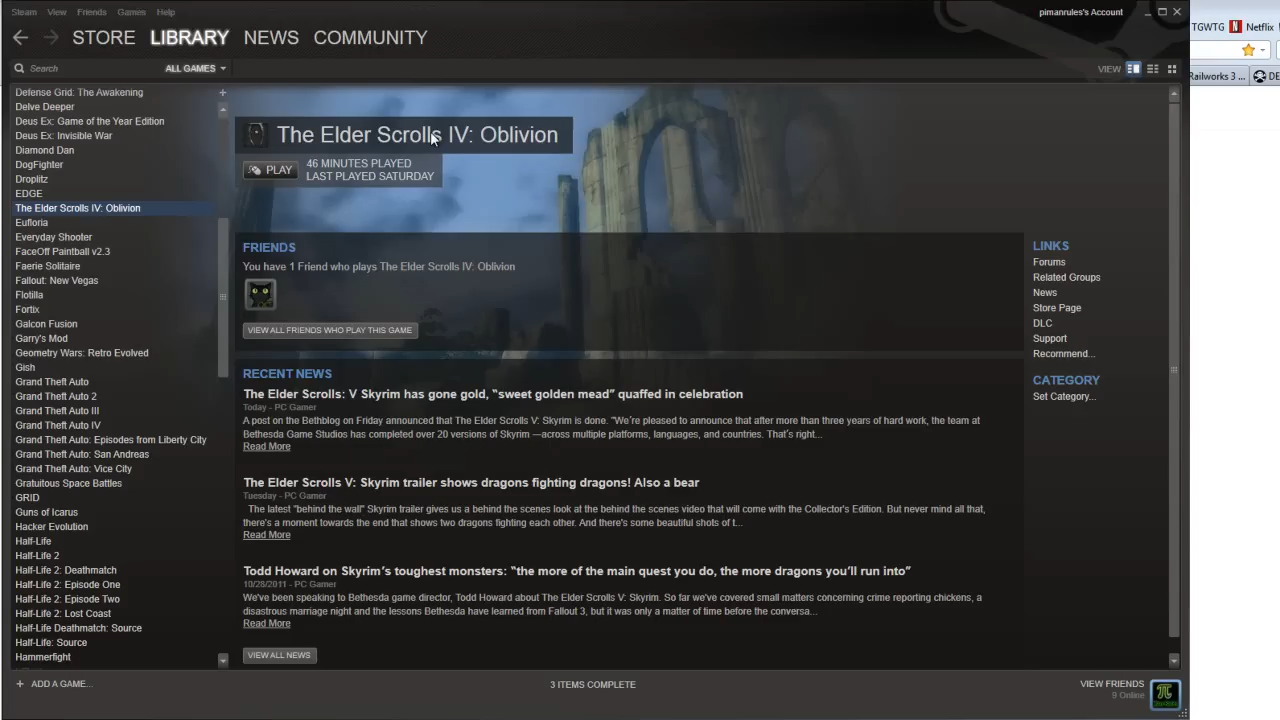 Steam View Friends Games Help
pimanrules's Account
STORE LIBRARY NEWS COMMUNITY
TGWTG Netflix
Search ALL GAMES
VIEW
Railworks 3 ... DE
Defense Grid: The Awakening
Delve Deeper
Deus Ex: Game of the Year Edition
Deus Ex: Invisible War
Diamond Dan
DogFighter
Droplitz
EDGE
The Elder Scrolls IV: Oblivion
Eufloria
Everyday Shooter
FaceOff Paintball v2.3
Faerie Solitaire
Fallout: New Vegas
Flotilla
Fortix
Galcon Fusion
Garry's Mod
Geometry Wars: Retro Evolved
Gish
Grand Theft Auto
Grand Theft Auto 2
Grand Theft Auto III
Grand Theft Auto IV
Grand Theft Auto: Episodes from Liberty City
Grand Theft Auto: San Andreas
Grand Theft Auto: Vice City
Gratuitous Space Battles
GRID
Guns of Icarus
Hacker Evolution
Half-Life
Half-Life 2
Half-Life 2: Deathmatch
Half-Life 2: Episode One
Half-Life 2: Episode Two
Half-Life 2: Lost Coast
Half-Life Deathmatch: Source
Half-Life: Source
Hammerfight
The Elder Scrolls IV: Oblivion
PLAY
46 MINUTES PLAYED
LAST PLAYED SATURDAY
FRIENDS
You have 1 Friend who plays The Elder Scrolls IV: Oblivion
VIEW ALL FRIENDS WHO PLAY THIS GAME
RECENT NEWS
The Elder Scrolls: V Skyrim has gone gold, “sweet golden mead” quaffed in celebration
Today - PC Gamer
A post on the Bethblog on Friday announced that The Elder Scrolls V: Skyrim is done. “We’re pleased to announce that after more than three years of hard work, the team at
Bethesda Game Studios has completed over 20 versions of Skyrim —across multiple platforms, languages, and countries. That’s right...
Read More
The Elder Scrolls V: Skyrim trailer shows dragons fighting dragons! Also a bear
Tuesday - PC Gamer
The latest "behind the wall" Skyrim trailer gives us a behind the scenes look at the behind the scenes video that will come with the Collector's Edition. But never mind all that,
there's a moment towards the end that shows two dragons fighting each other. And there's some beautiful shots of t...
Read More
Todd Howard on Skyrim’s toughest monsters: “the more of the main quest you do, the more dragons you’ll run into”
10/28/2011 - PC Gamer
We've been speaking to Bethesda game director, Todd Howard about The Elder Scrolls V: Skyrim. So far we've covered small matters concerning crime reporting chickens, a
disastrous marriage night and the lessons Bethesda have learned from Fallout 3, but it was only a matter of time before the conversa...
Read More
VIEW ALL NEWS
LINKS
Forums
Related Groups
News
Store Page
DLC
Support
Recommend...
CATEGORY
Set Category...
ADD A GAME...
3 ITEMS COMPLETE
VIEW FRIENDS
9 Online